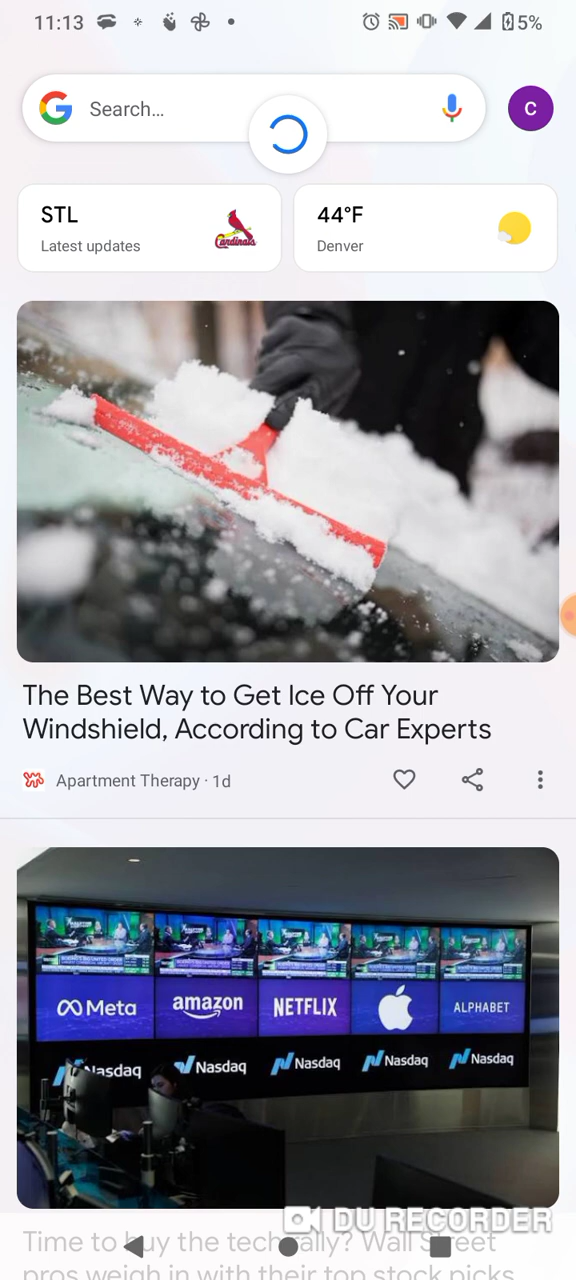 11:13
5%
Search...
C
STL
Latest updates
Cardinals
44°F
Denver
The Best Way to Get Ice Off Your
Windshield, According to Car Experts
Apartment Therapy · 1d
Meta
amazon
NETFLIX
ALPHABET
Nasdaq
Nasdaq
Nasdaq
Nasdaq
Nasdaq
DU RECORDER
Time to buy the tech rally? Wall Street
pros weigh in with their top stock picks